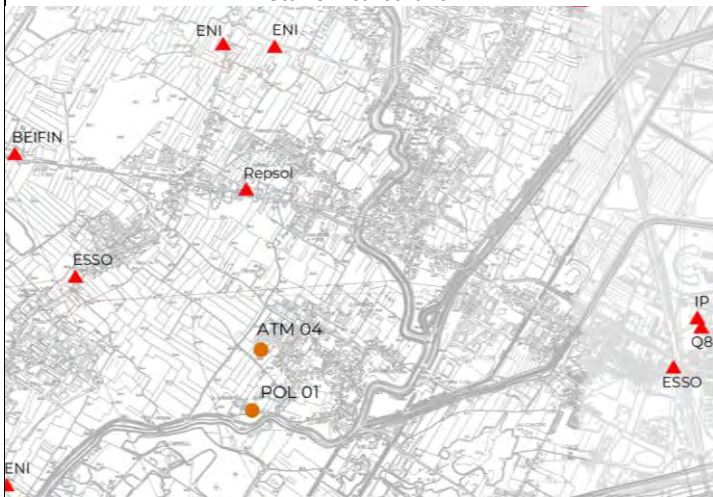 ENI
ENI
BEIFIN
Repsol
ESSO
IP
Q8
ATM 04
ESSO
POL 01
ENI